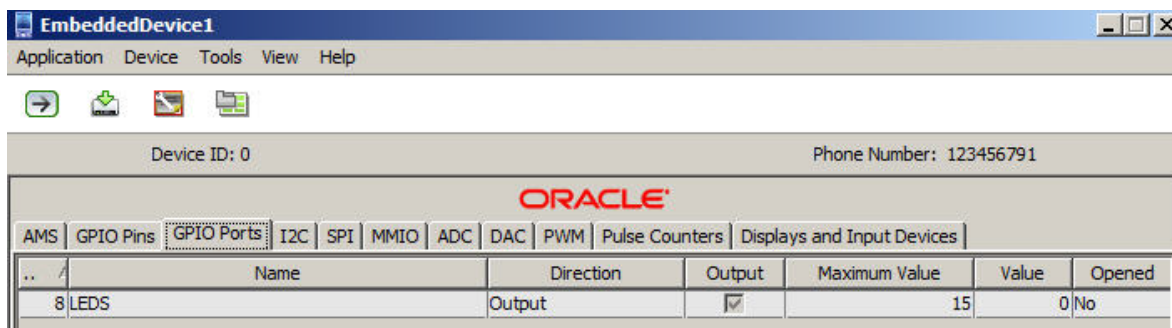 EmbeddedDevice1
Application Device Tools View Help
Device ID: 0 Phone Number: 123456791
ORACLE
AMS GPIO Pins GPIO Ports I2C SPI MMIO ADC DAC PWM Pulse Counters Displays and Input Devices
.. Name Direction Output Maximum Value Value Opened
8 LEDS Output 15 0 No